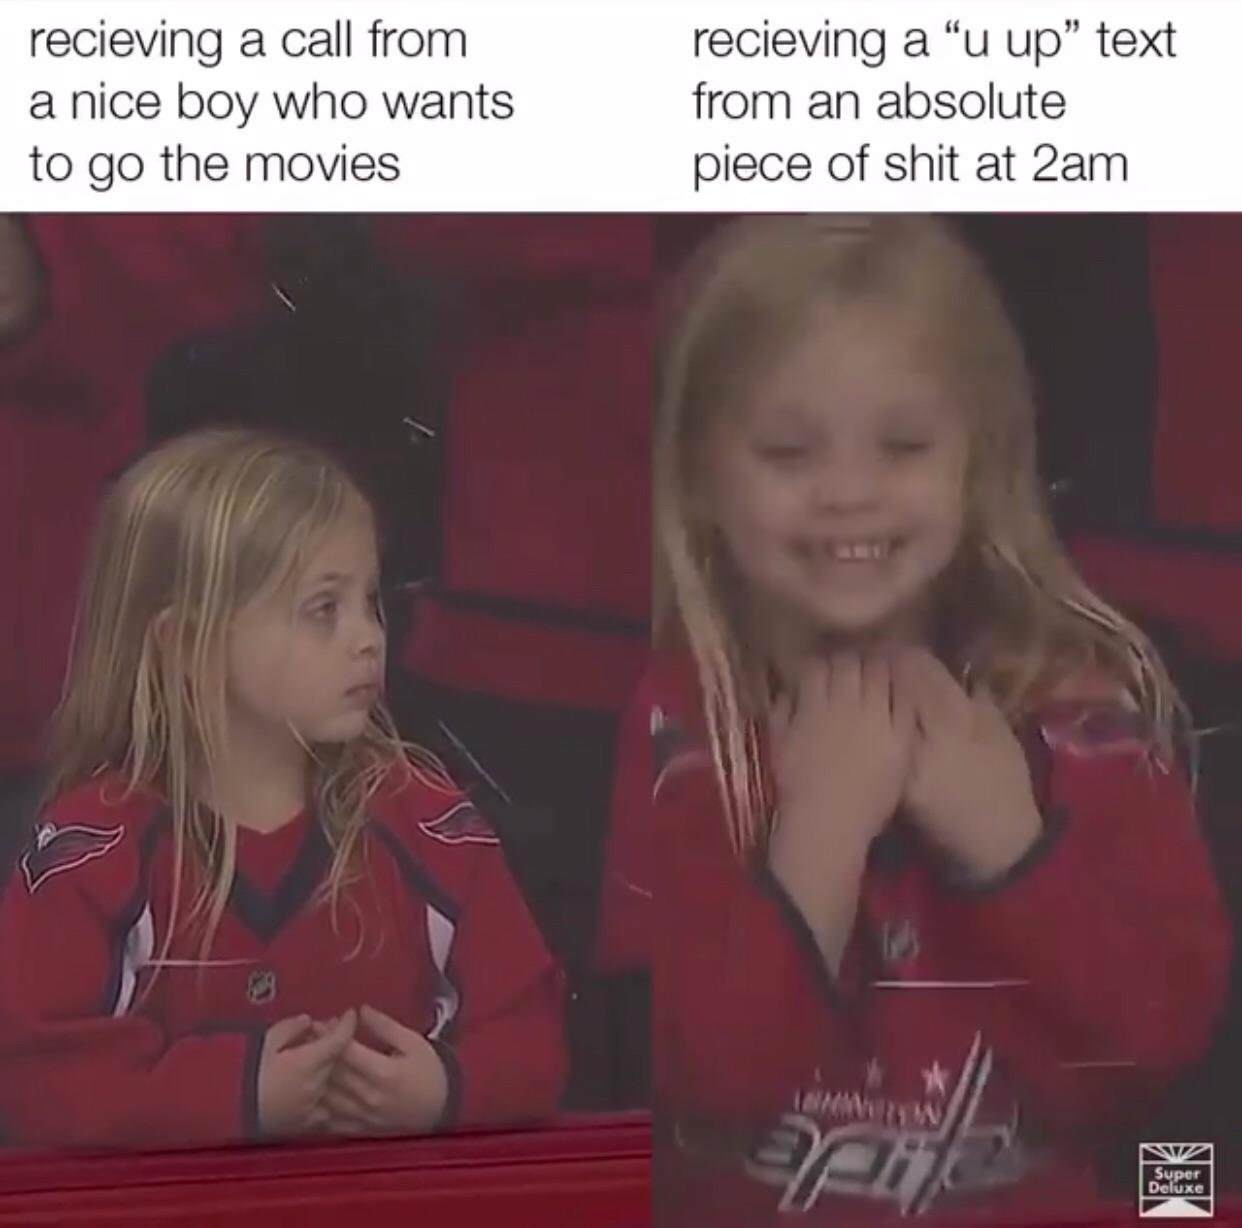 recieving a call from
a nice boy who wants
to go the movies
recieving a “u up” text
from an absolute
piece of shit at 2am
Super
Deluxe